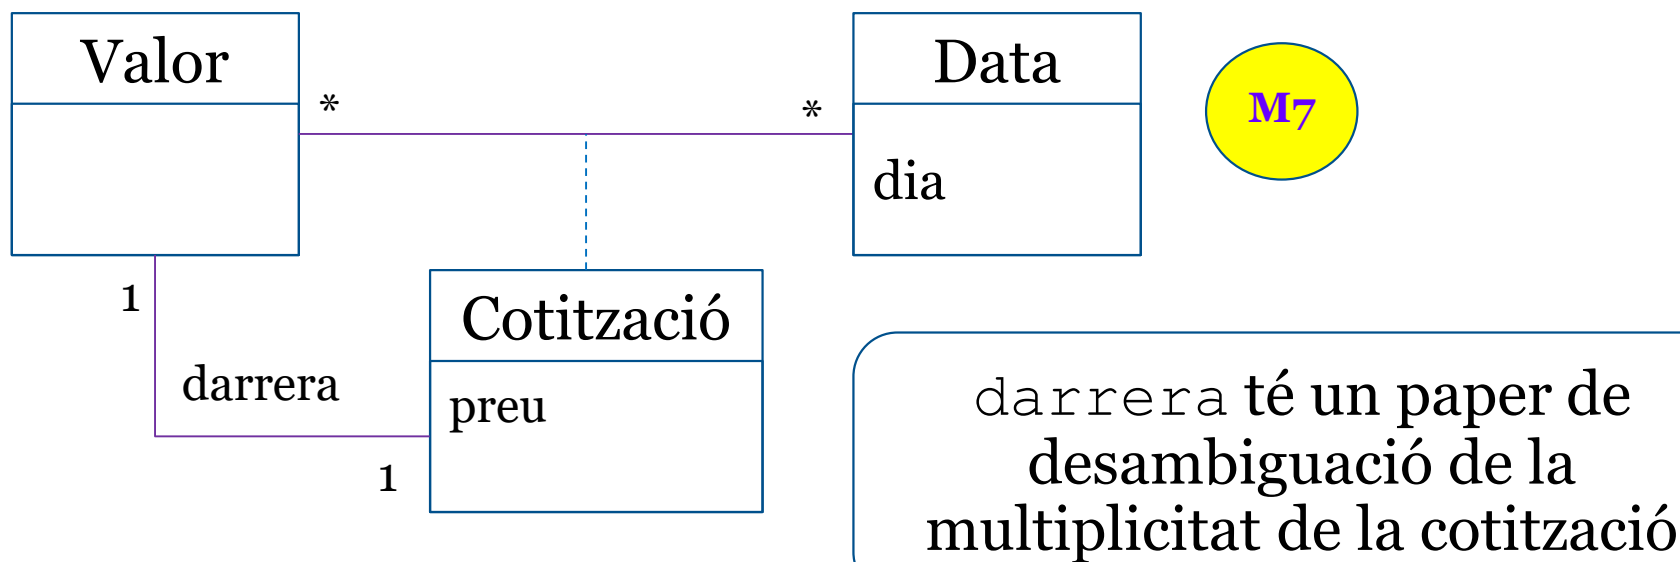 Valor
Data
M7
*
*
dia
1
Cotització
darrera
preu
1
darrera té un paper de
desambiguació de la
multiplicitat de la cotització